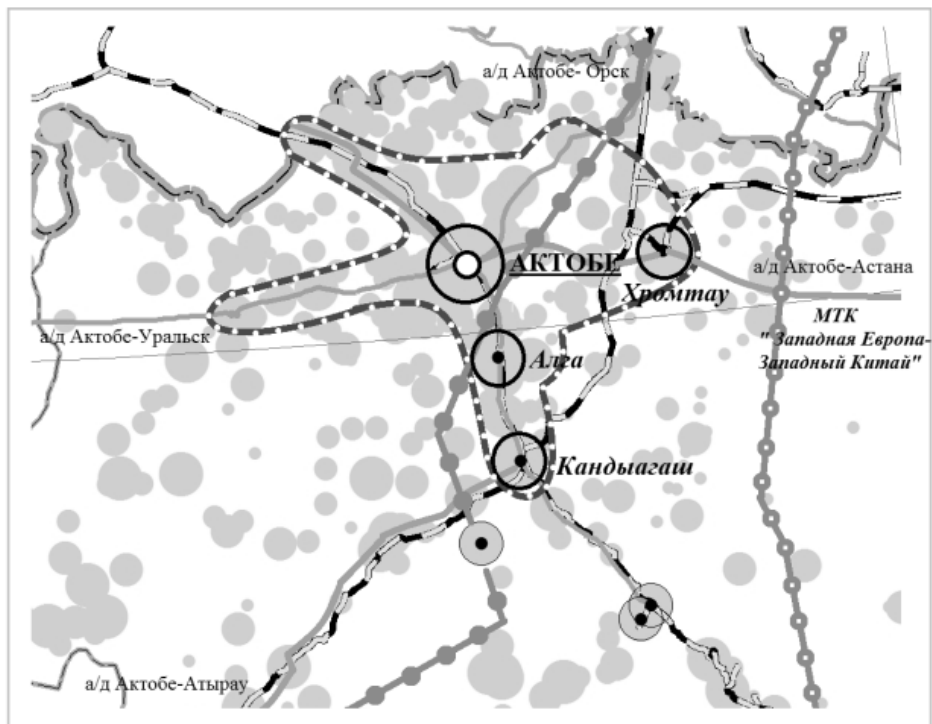 а/д Актобе- Орск
АКТОБЕ
а/д Актобе-Астана
Хромтау
МТК
" Западная Европа-
Западный Китай"
а/д Актобе-Уральск
Алга
Кандыагаш
а/д Актобе-Атырау